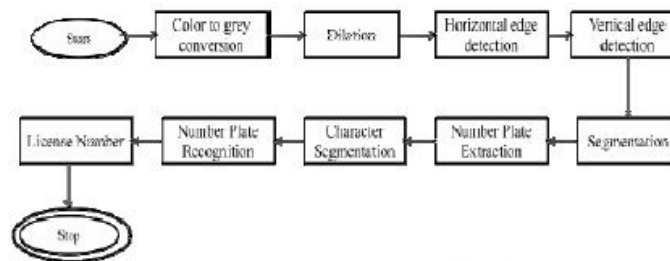 Start
Color to grey
conversion
Dilation
Horizontal edge
detection
Vertical edge
detection
License Number
Number Plate
Recognition
Character
Segmentation
Number Plate
Extraction
Segmentation
Stop